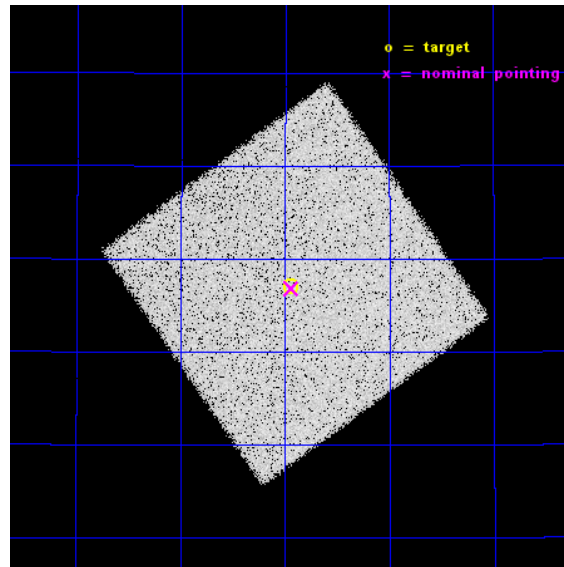 o = target
x = nominal pointing